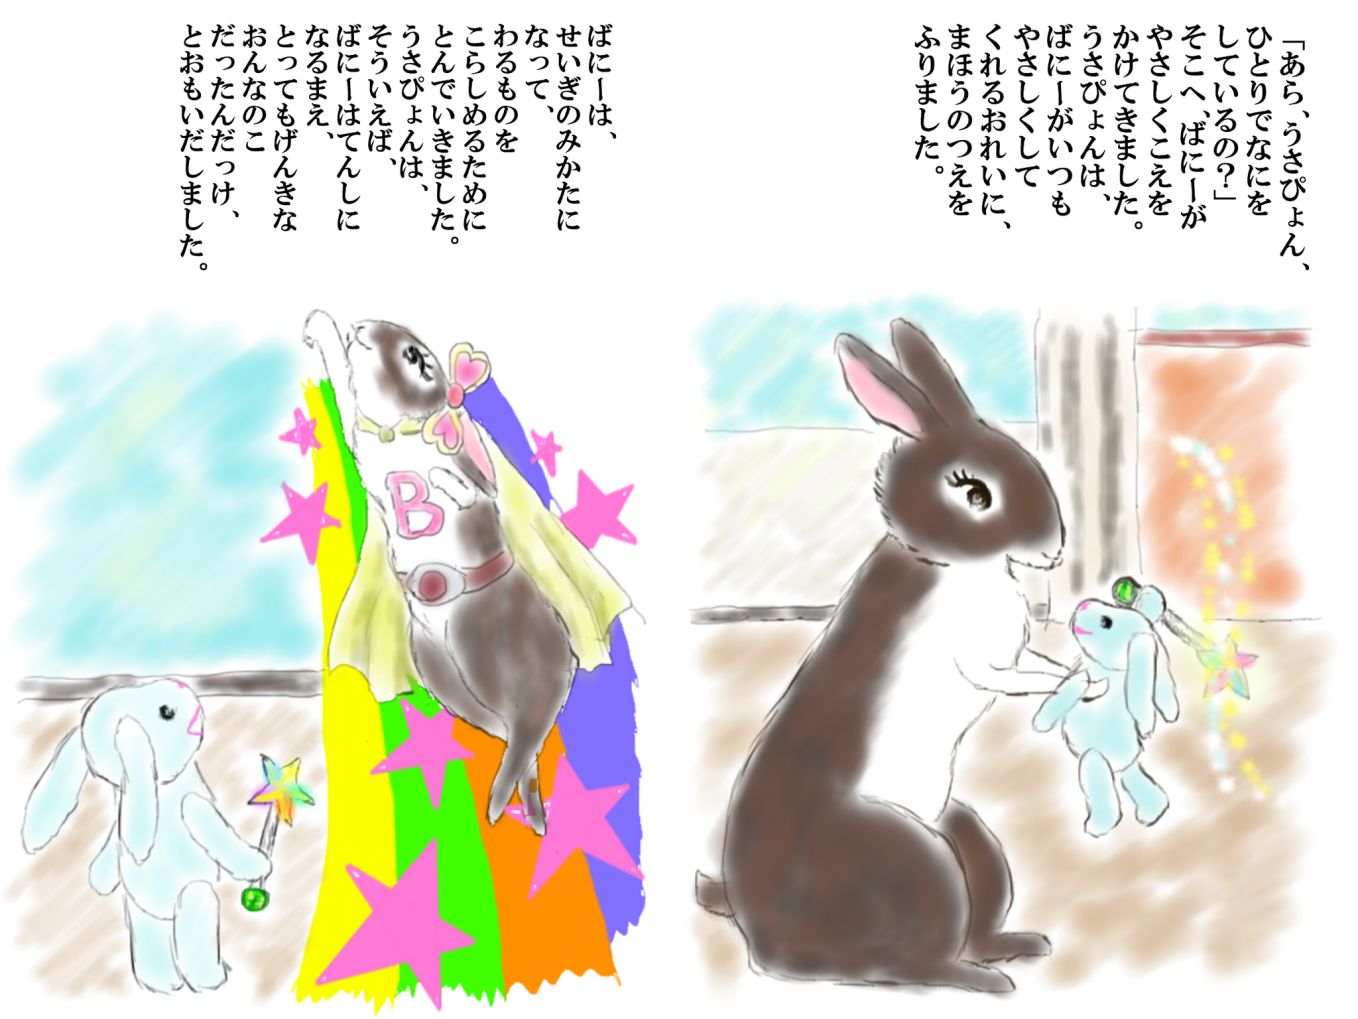 「あら、うさぴょん、
ひとりでなにを
しているの？」
そこへ、ばにーが
やさしくこえを
かけてきました。
うさぴょんは、
ばにーがいつも
やさしくして
くれるおれいに、
まほうのつえを
ふりました。
ばにーは、
せいぎのみかたに
なって、
わるものを
こらしめるために
とんでいきました。
うさぴょんは、
そういえば、
ばにーはてんしに
なるまえ、
とってもげんきな
おんなのこ
だったんだっけ、
とおもいだしました。
B